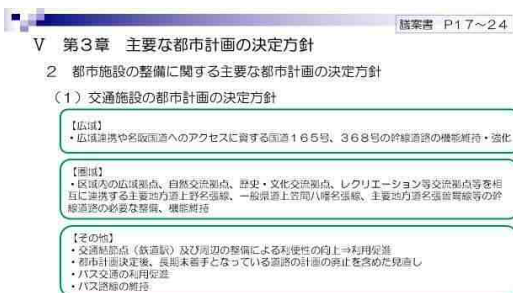 議案書 P17~24
Ⅴ 第3章 主要な都市計画の決定方針
2 都市施設の整備に関する主要な都市計画の決定方針
(1)交通施設の都市計画の決定方針
【広域】
・広域連携や名阪国道へのアクセスに資する国道165号、368号の幹線道路の機能維持・強化
【圏域】
・区域内の広域拠点、自然交流拠点、歴史・文化交流拠点、レクリエーション等交流拠点等を相
互に連携する主要地方道上野名張線、一般県道上笠間八幡名張線、主要地方道名張曽爾線等の幹
線道路の必要な整備、機能維持
【その他】
・交通結節点(鉄道駅)及び周辺の整備による利便性の向上⇒利用促進
・都市計画決定後、長期未着手となっている道路の計画の廃止を含めた見直し
・バス交通の利用促進
・バス路線の維持